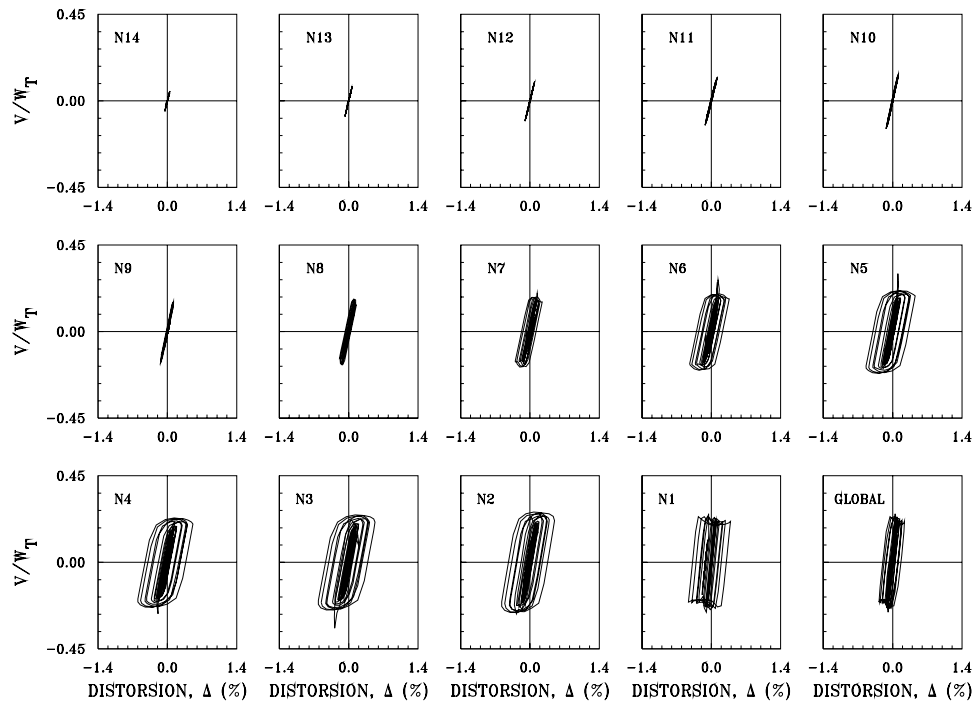 0.45
N14 N13 N12 N11 N10
V/W_T 0.00
−0.45
−1.4 0.0 1.4 −1.4 0.0 1.4 −1.4 0.0 1.4 −1.4 0.0 1.4 −1.4 0.0 1.4
0.45
N9 N8 N7 N6 N5
V/W_T 0.00
−0.45
−1.4 0.0 1.4 −1.4 0.0 1.4 −1.4 0.0 1.4 −1.4 0.0 1.4 −1.4 0.0 1.4
0.45
N4 N3 N2 N1 GLOBAL
V/W_T 0.00
−0.45
−1.4 0.0 1.4 −1.4 0.0 1.4 −1.4 0.0 1.4 −1.4 0.0 1.4 −1.4 0.0 1.4
DISTORSION, Δ (%) DISTORSION, Δ (%) DISTORSION, Δ (%) DISTORSION, Δ (%) DISTORSION, Δ (%)